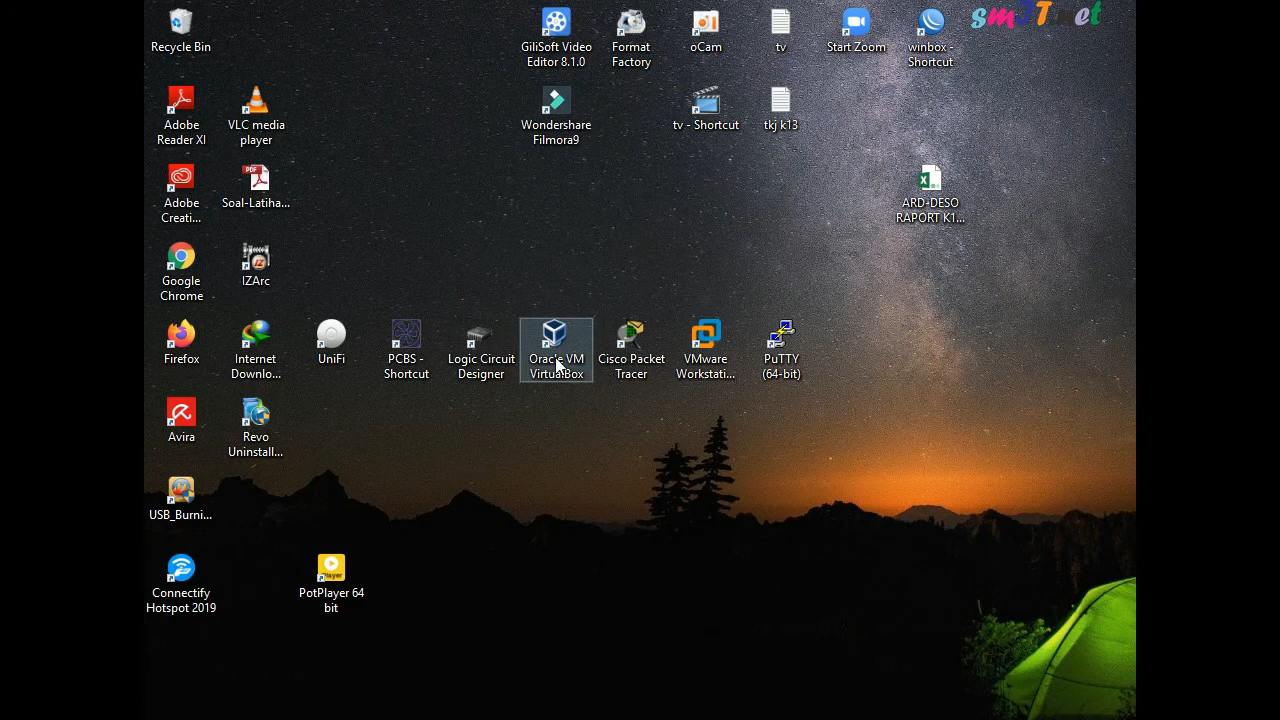 smITnet
Recycle Bin
GiliSoft Video
Editor 8.1.0
Format
Factory
oCam
tv
Start Zoom
winbox -
Shortcut
Adobe
Reader XI
VLC media
player
Wondershare
Filmora9
tv - Shortcut
tkj k13
Adobe
Creati...
PDF
Soal-Latiha...
ARD-DESO
RAPORT K1...
Google
Chrome
IZArc
Firefox
Internet
Downlo...
UniFi
PCBS -
Shortcut
Logic Circuit
Designer
Oracle VM
VirtualBox
Cisco Packet
Tracer
VMware
Workstati...
PuTTY
(64-bit)
Avira
Revo
Uninstall...
USB_Burni...
Connectify
Hotspot 2019
Player
PotPlayer 64
bit